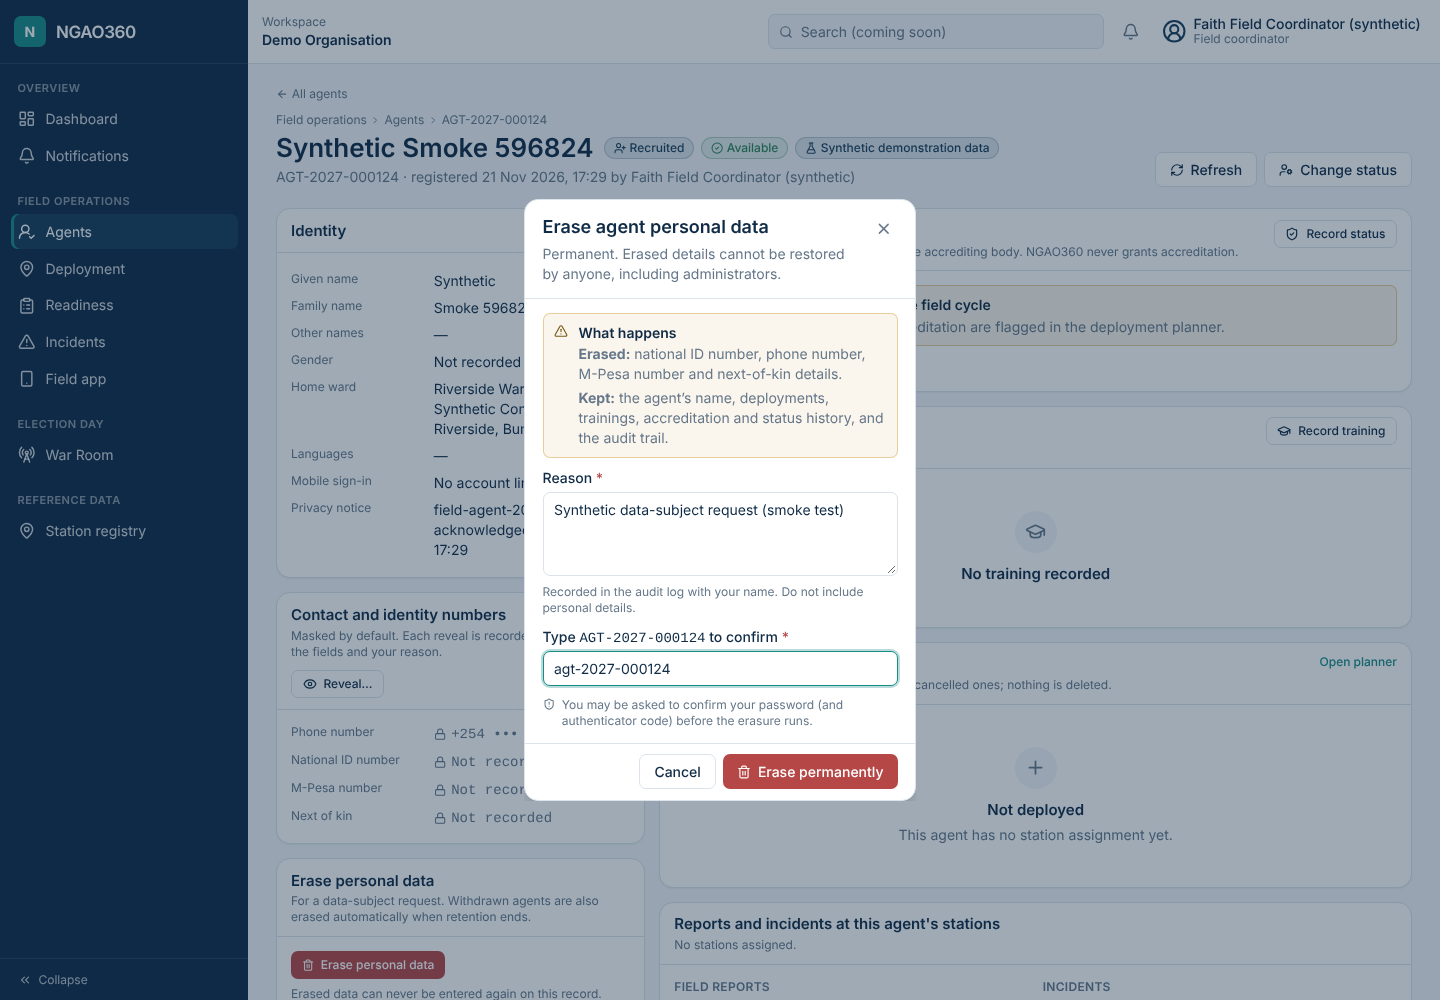 N NGAO360
OVERVIEW
Dashboard
Notifications
FIELD OPERATIONS
Agents
Deployment
Readiness
Incidents
Field app
ELECTION DAY
War Room
REFERENCE DATA
Station registry
Collapse
Workspace
Demo Organisation
Search (coming soon)
Faith Field Coordinator (synthetic)
Field coordinator
All agents
Field operations > Agents > AGT-2027-000124
Synthetic Smoke 596824 Recruited Available Synthetic demonstration data
AGT-2027-000124 · registered 21 Nov 2026, 17:29 by Faith Field Coordinator (synthetic)
Refresh
Change status
Identity
Given name Synthetic
Family name Smoke 59682
Other names —
Gender Not recorded
Home ward Riverside War
Synthetic Con
Riverside, Bur
Languages —
Mobile sign-in No account lin
Privacy notice field-agent-20
acknowledged
17:29
Contact and identity numbers
Masked by default. Each reveal is recorde
the fields and your reason.
Reveal...
Phone number +254 •••
National ID number Not recor
M-Pesa number Not recor
Next of kin Not recorded
Erase personal data
For a data-subject request. Withdrawn agents are also
erased automatically when retention ends.
Erase personal data
Erased data can never be entered again on this record.
Erase agent personal data
Permanent. Erased details cannot be restored
by anyone, including administrators.
What happens
Erased: national ID number, phone number,
M-Pesa number and next-of-kin details.
Kept: the agent's name, deployments,
trainings, accreditation and status history, and
the audit trail.
Reason *
Synthetic data-subject request (smoke test)
Recorded in the audit log with your name. Do not include
personal details.
Type AGT-2027-000124 to confirm *
agt-2027-000124
You may be asked to confirm your password (and
authenticator code) before the erasure runs.
Cancel
Erase permanently
Record status
e accrediting body. NGAO360 never grants accreditation.
field cycle
ditation are flagged in the deployment planner.
Record training
No training recorded
Open planner
cancelled ones; nothing is deleted.
Not deployed
This agent has no station assignment yet.
Reports and incidents at this agent's stations
No stations assigned.
FIELD REPORTS
INCIDENTS